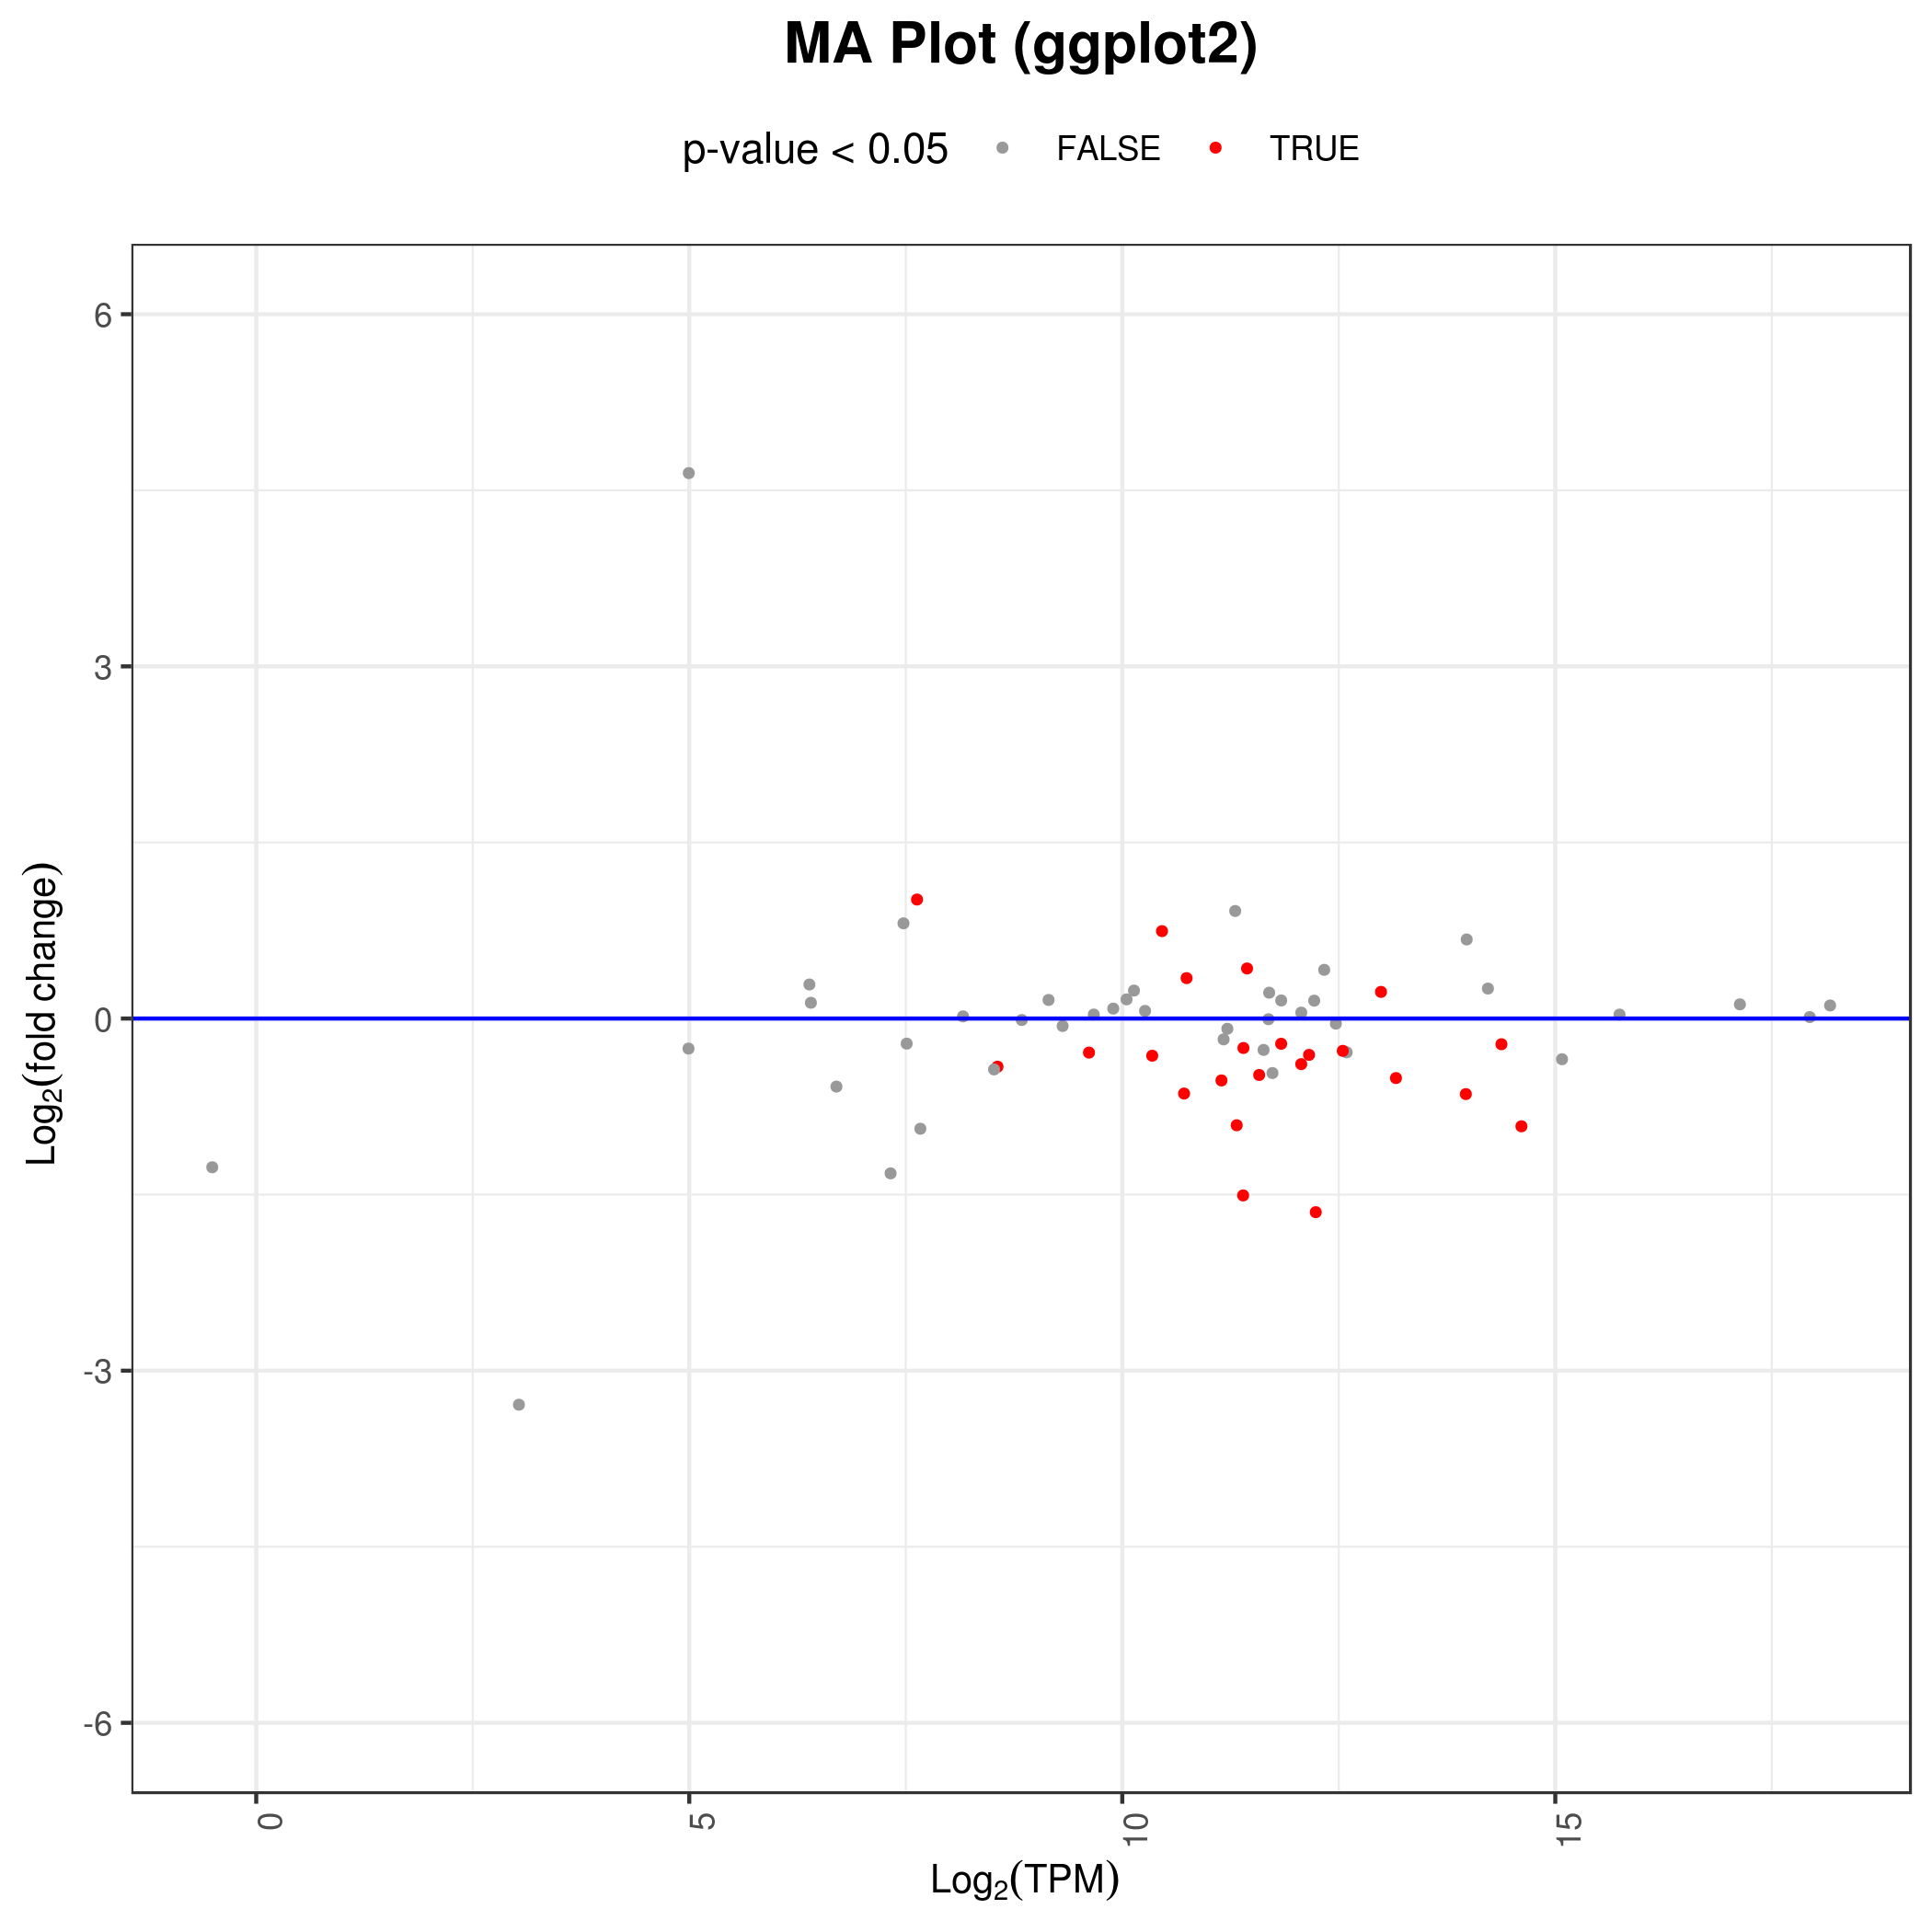 MA Plot (ggplot2)
p-value < 0.05 FALSE TRUE
6
3
0
-3
-6
Log₂(fold change)
0 5 10 15
Log₂(TPM)